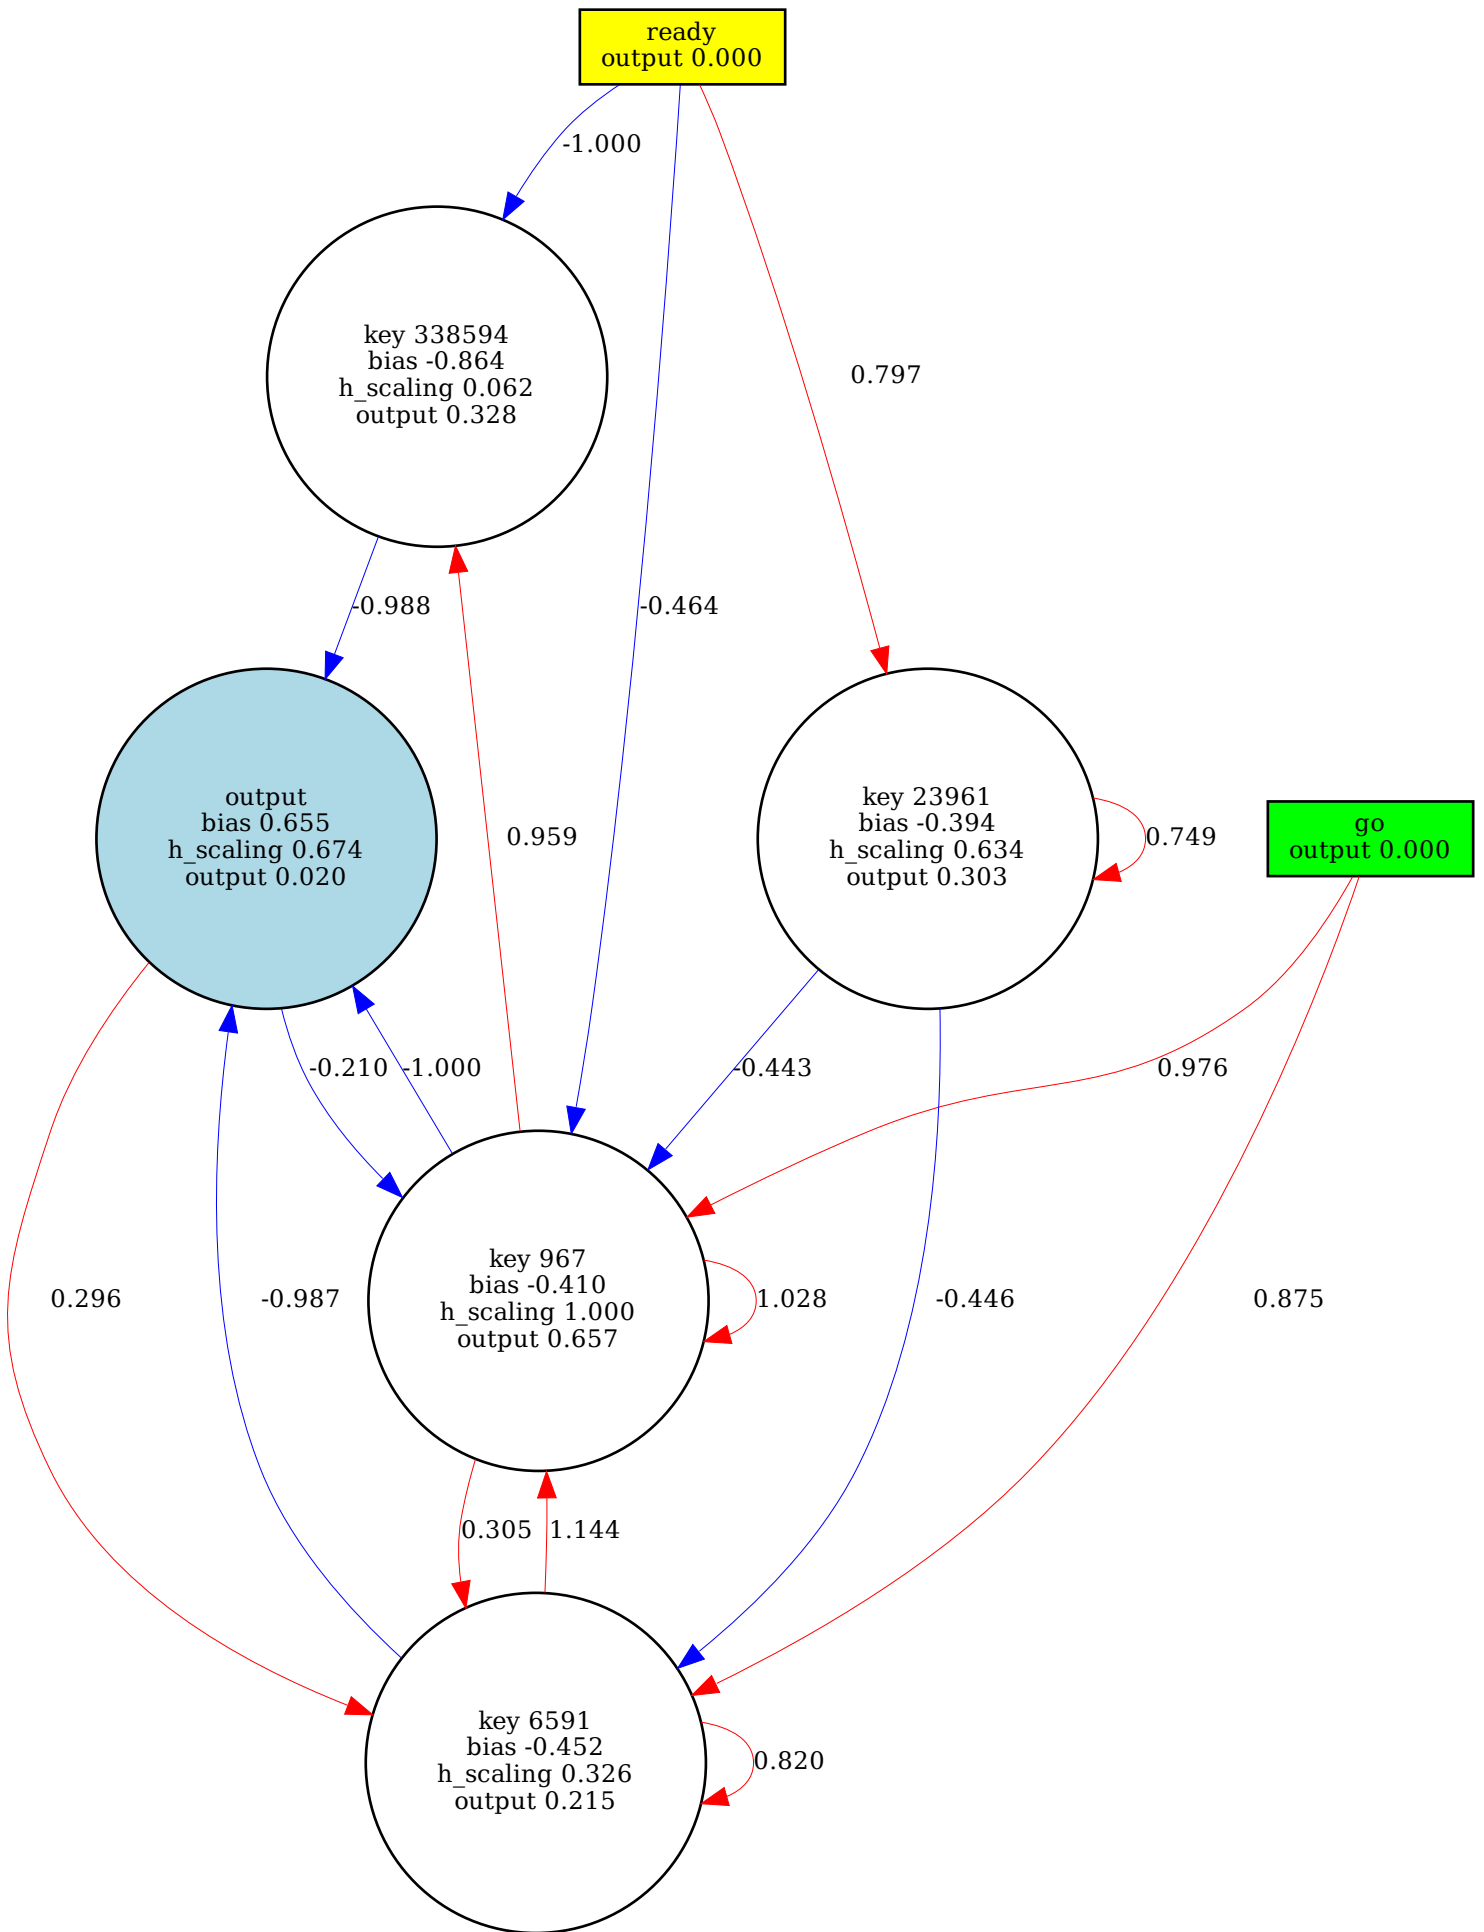 ready
output 0.000
-1.000
key 338594
bias -0.864
h_scaling 0.062
output 0.328
0.797
-0.988
-0.464
output
bias 0.655
h_scaling 0.674
output 0.020
0.959
key 23961
bias -0.394
h_scaling 0.634
output 0.303
0.749
go
output 0.000
-0.210
-1.000
-0.443
0.976
0.296
-0.987
key 967
bias -0.410
h_scaling 1.000
output 0.657
1.028
-0.446
0.875
0.305
1.144
key 6591
bias -0.452
h_scaling 0.326
output 0.215
0.820